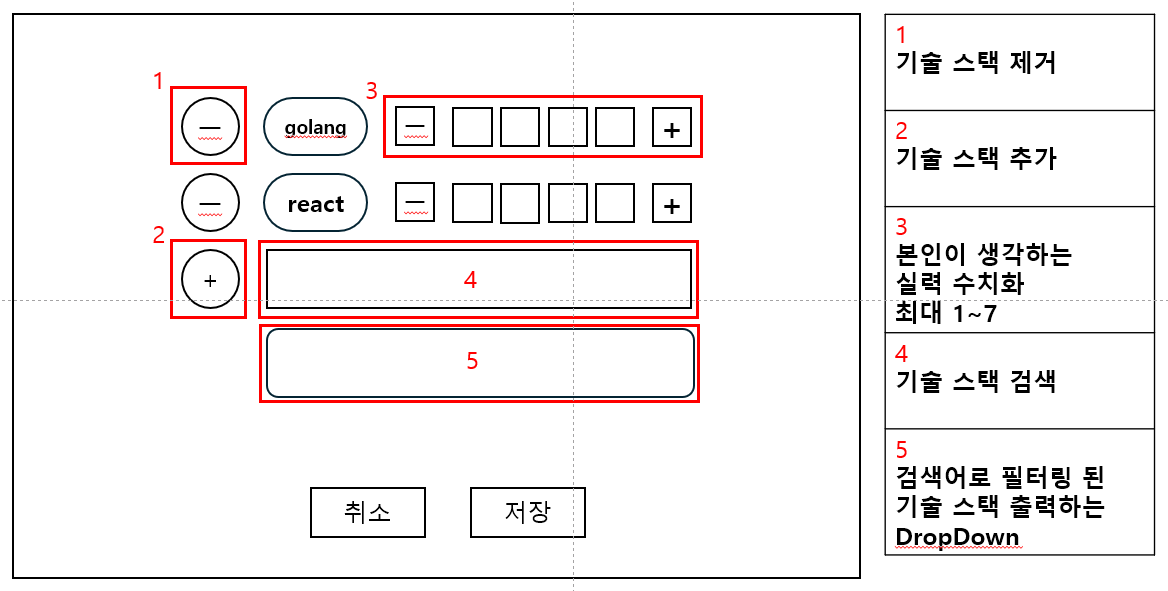 1
3
— golang — +
— react — +
2
+ 4
5
취소 저장
1
기술 스택 제거
2
기술 스택 추가
3
본인이 생각하는
실력 수치화
최대 1~7
4
기술 스택 검색
5
검색어로 필터링 된
기술 스택 출력하는
DropDown